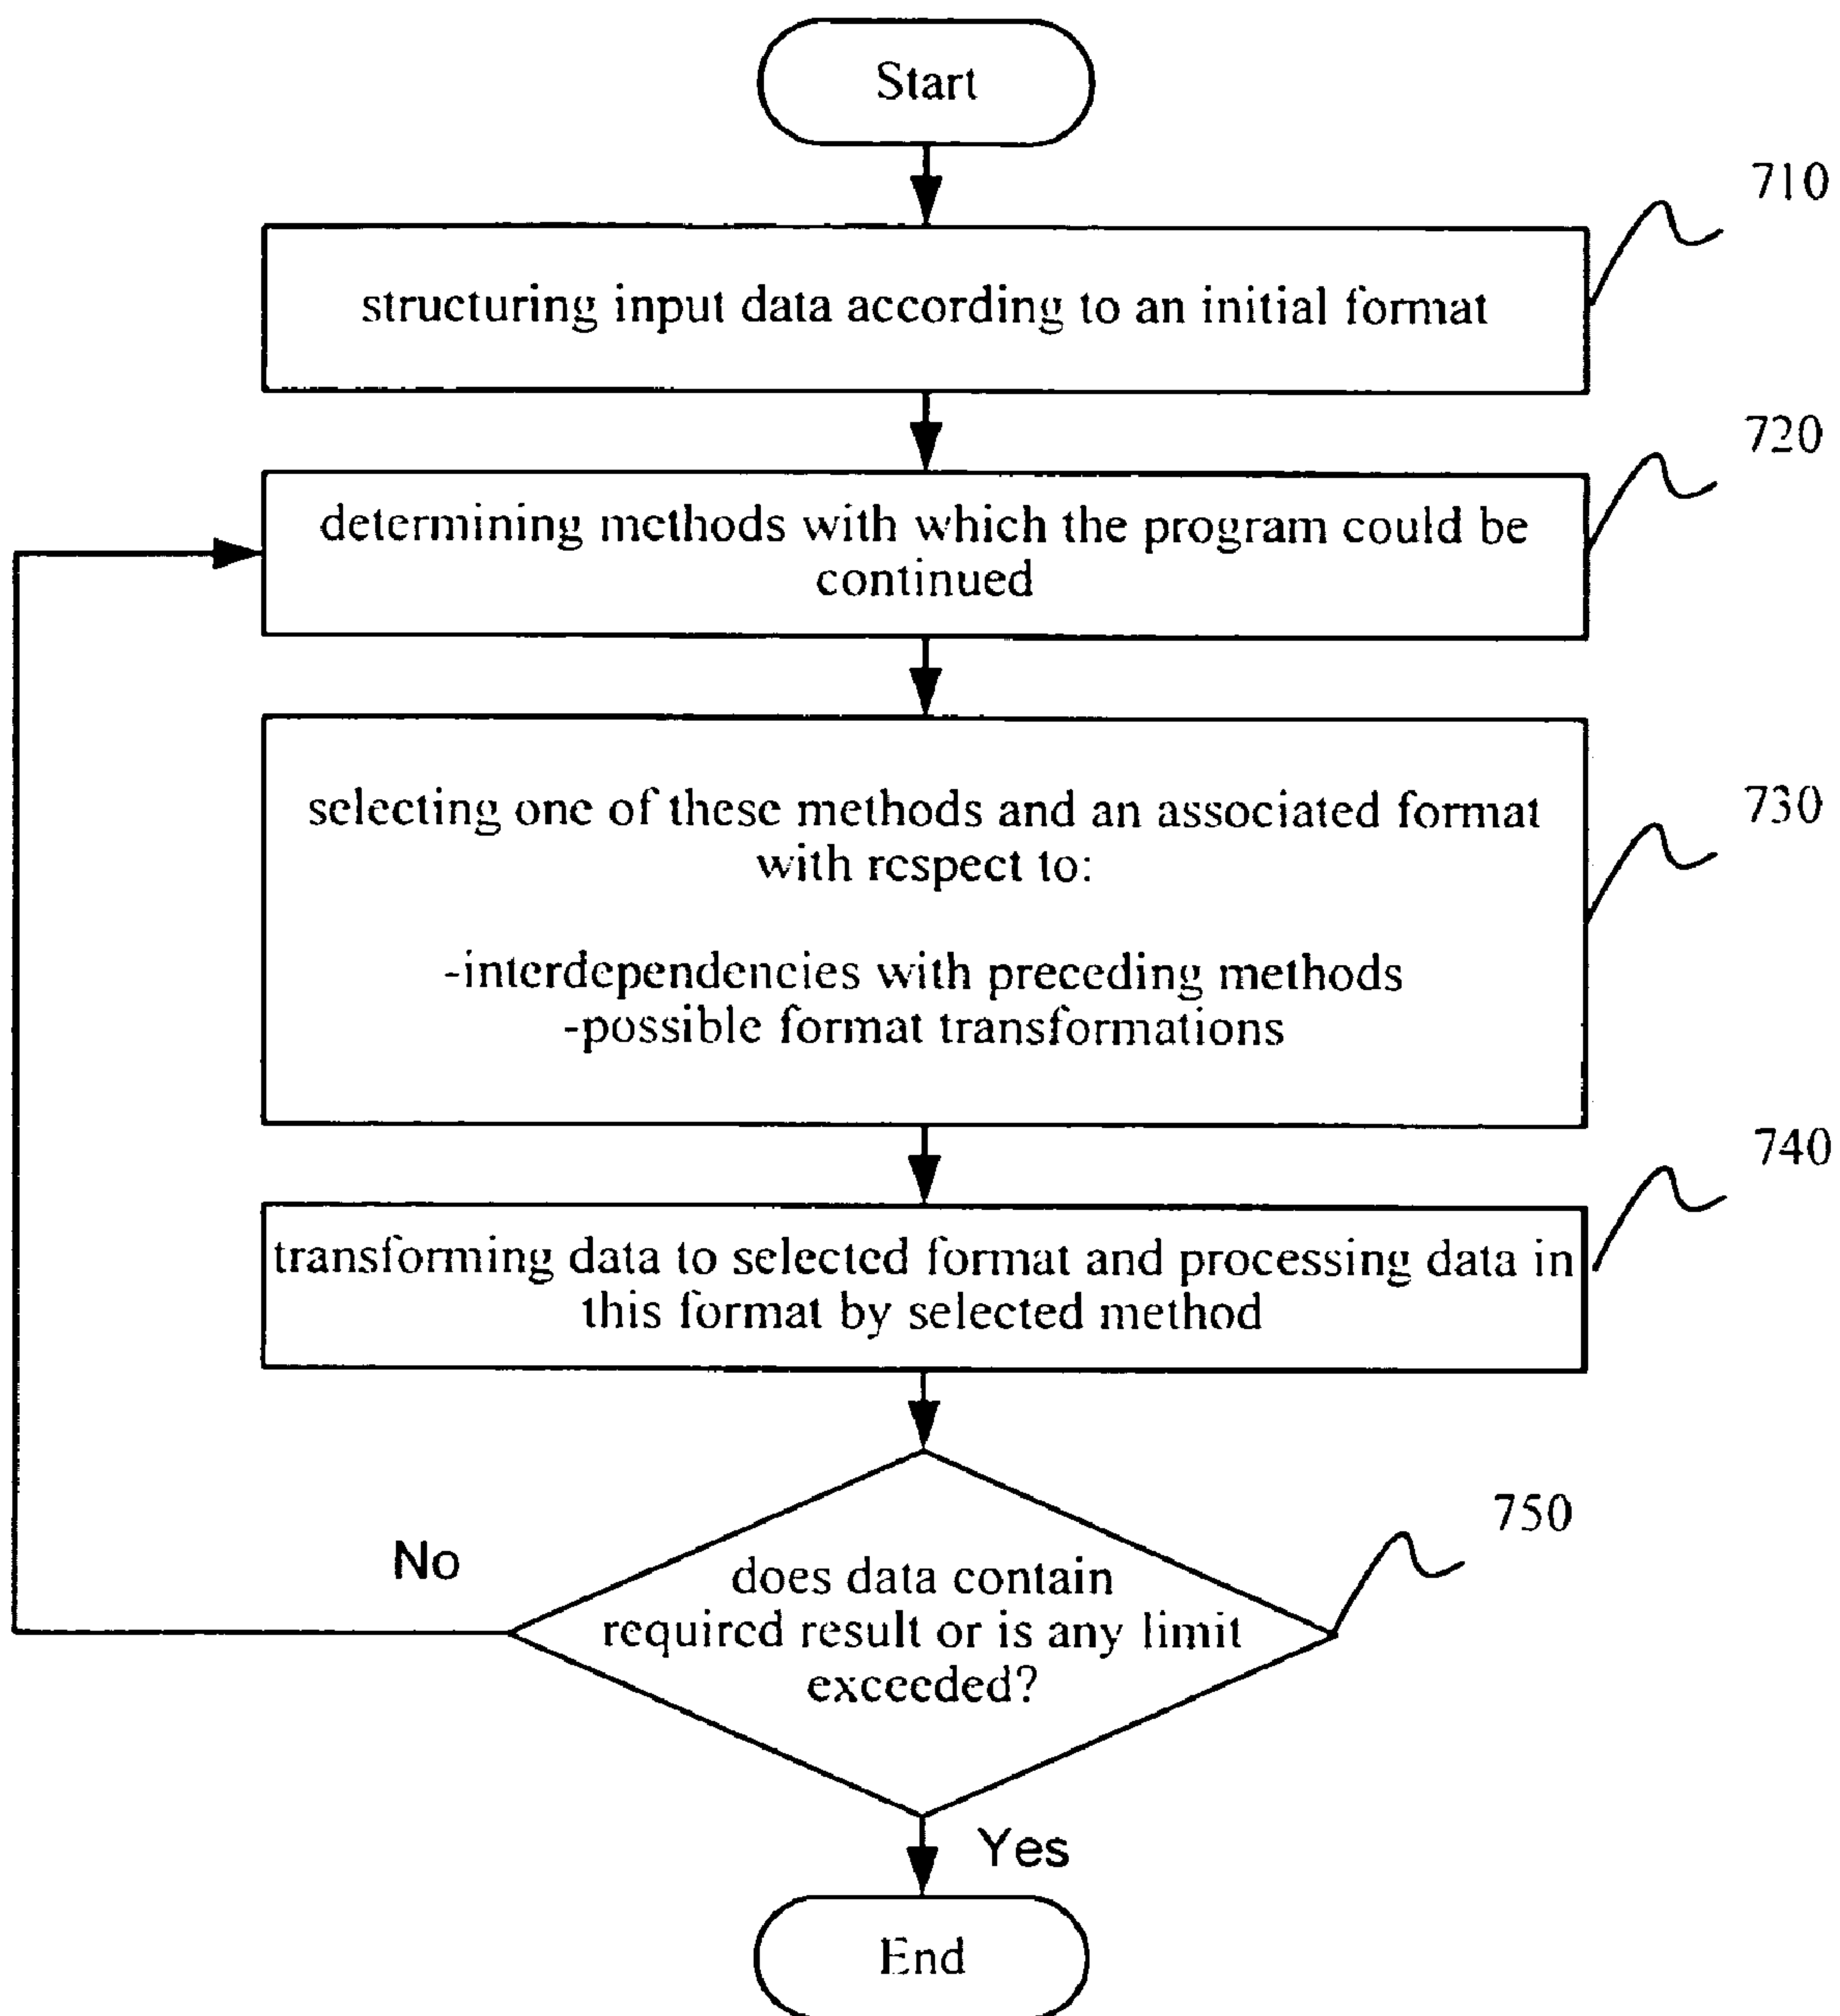 Start
710
structuring input data according to an initial format
720
determining methods with which the program could be
continued
730
selecting one of these methods and an associated format
with respect to:
-interdependencies with preceding methods
-possible format transformations
740
transforming data to selected format and processing data in
this format by selected method
750
No
does data contain
required result or is any limit
exceeded?
Yes
End